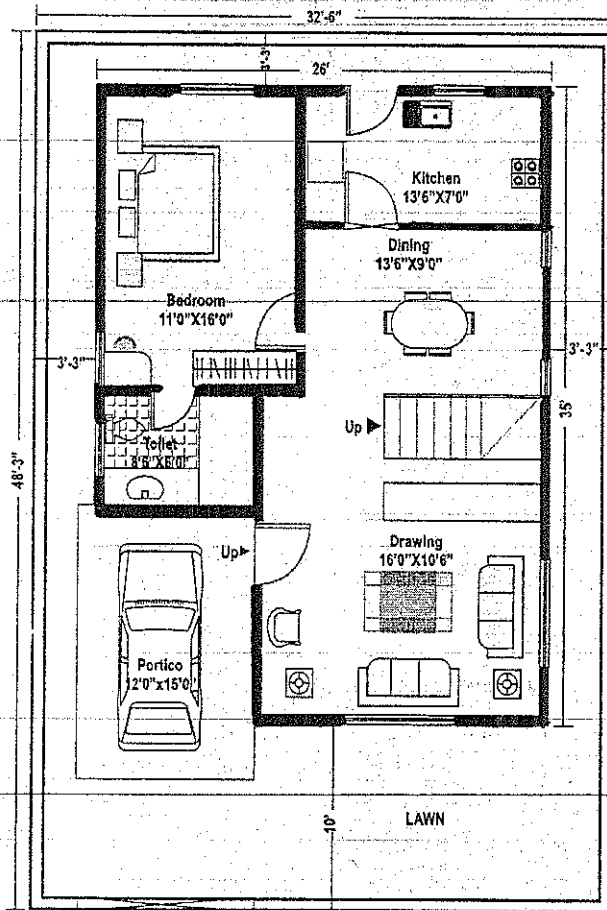 32'-6"
3'-3"
26'
Kitchen
13'6"X7'0"
Dining
13'6"X9'0"
Bedroom
11'0"X16'0"
3'-3"
3'-3"
35'
48'-3"
Up
Toilet
Up
Drawing
16'0"X10'6"
Portico
12'0"x15'0"
10'
LAWN